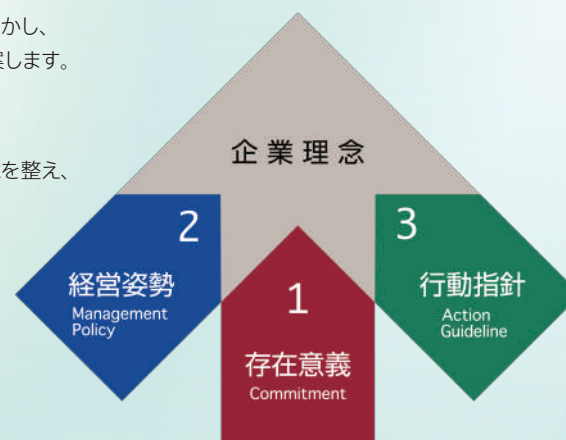 かし、
します。
を整え、
企業理念
2
経営姿勢
Management
Policy
1
存在意義
Commitment
3
行動指針
Action
Guideline